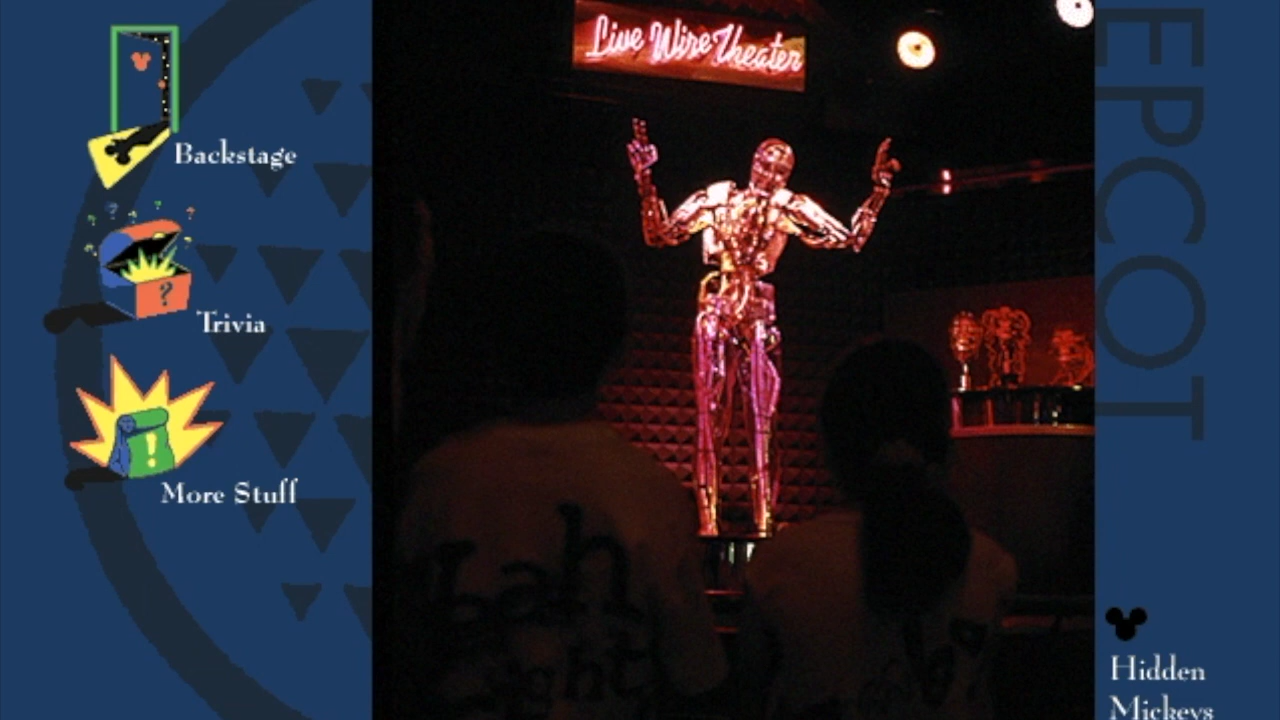 Live Wire Theater
Backstage
Trivia
More Stuff
EPCOT
Hidden
Mickeys
?
!